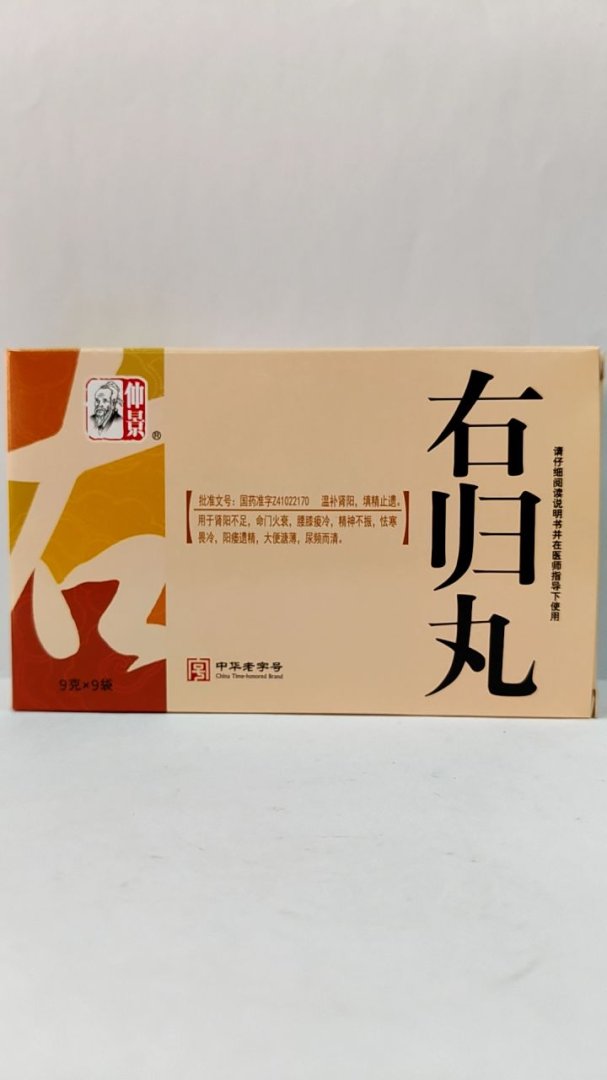 仲景®
右归丸
请仔细阅读说明书并在医师指导下使用
批准文号：国药准字Z41022170 温补肾阳，填精止遗。
用于肾阳不足，命门火衰，腰膝痠冷，精神不振，怯寒
畏冷，阳痿遗精，大便溏薄，尿频而清。
中华老字号
China Time-honored Brand
9克×9袋